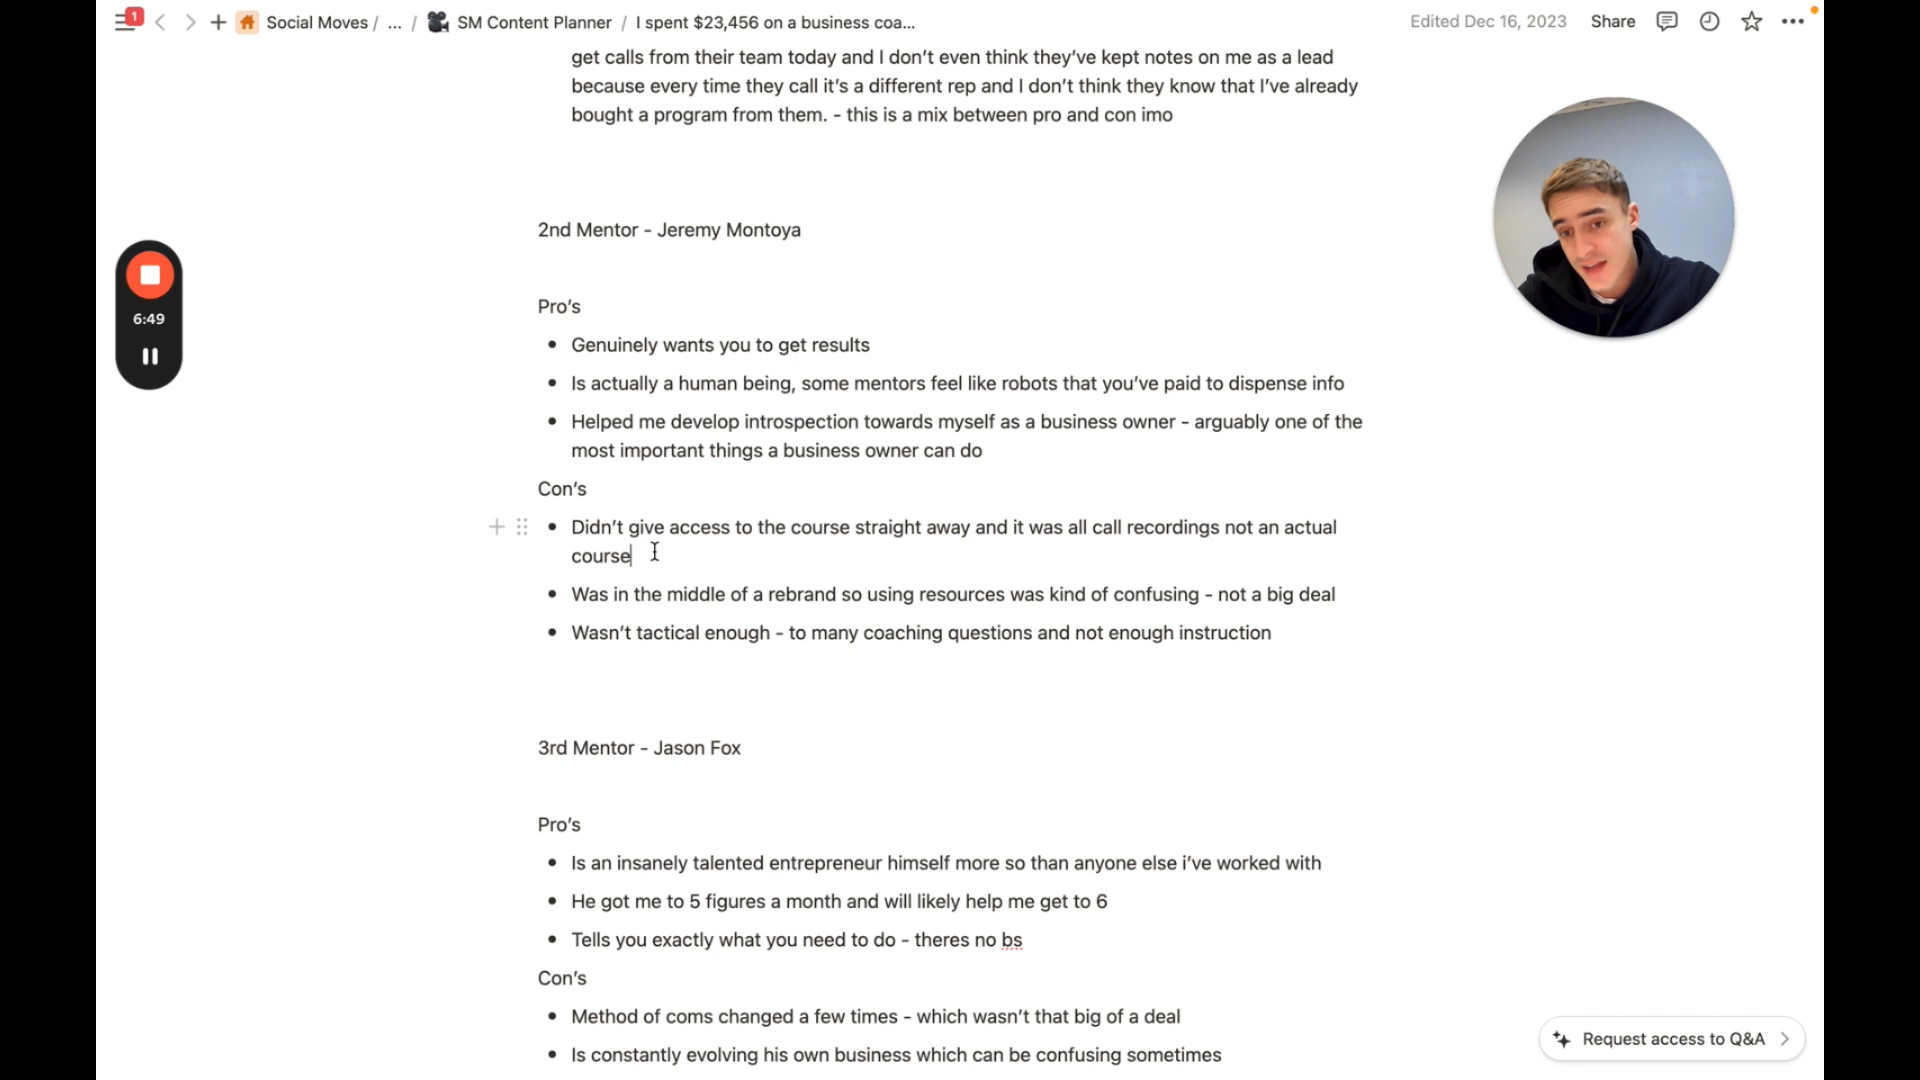 1
Social Moves / ... / SM Content Planner / I spent $23,456 on a business coa...
Edited Dec 16, 2023 Share
get calls from their team today and I don’t even think they’ve kept notes on me as a lead
because every time they call it’s a different rep and I don’t think they know that I’ve already
bought a program from them. - this is a mix between pro and con imo
2nd Mentor - Jeremy Montoya
6:49
Pro’s
• Genuinely wants you to get results
• Is actually a human being, some mentors feel like robots that you’ve paid to dispense info
• Helped me develop introspection towards myself as a business owner - arguably one of the
most important things a business owner can do
Con’s
• Didn’t give access to the course straight away and it was all call recordings not an actual
course
• Was in the middle of a rebrand so using resources was kind of confusing - not a big deal
• Wasn’t tactical enough - to many coaching questions and not enough instruction
3rd Mentor - Jason Fox
Pro’s
• Is an insanely talented entrepreneur himself more so than anyone else i’ve worked with
• He got me to 5 figures a month and will likely help me get to 6
• Tells you exactly what you need to do - theres no bs
Con’s
• Method of coms changed a few times - which wasn’t that big of a deal
• Is constantly evolving his own business which can be confusing sometimes
Request access to Q&A